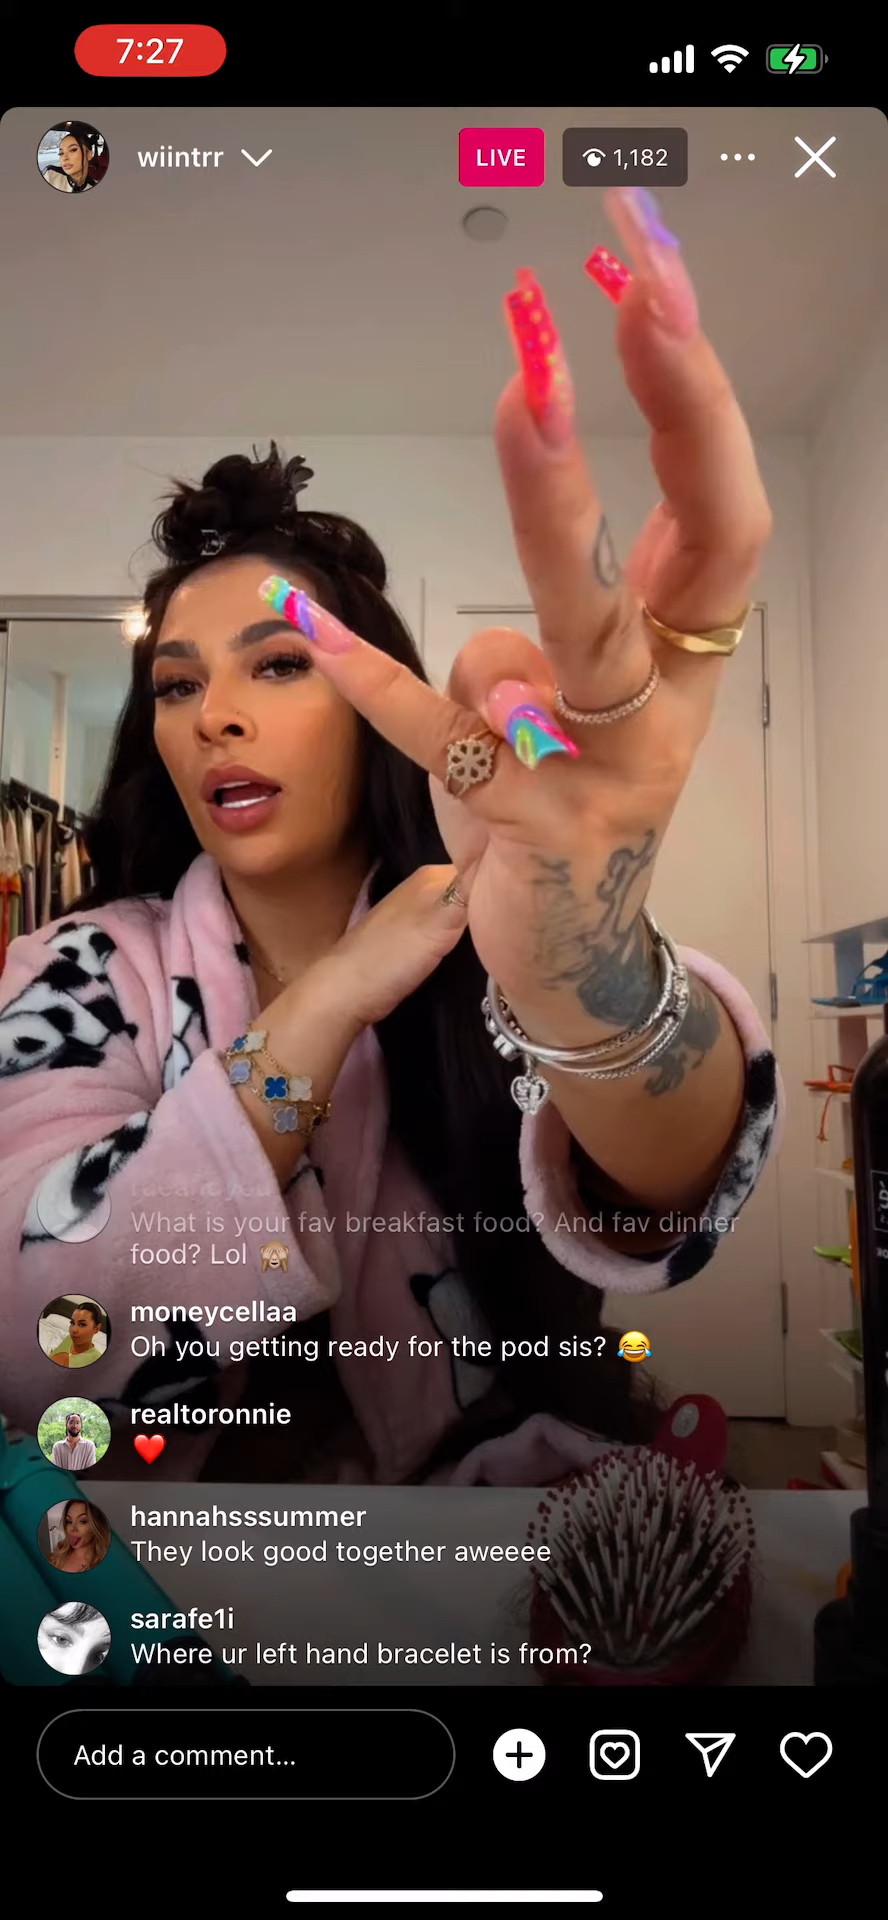 7:27
wiintrr
LIVE
1,182
What is your fav breakfast food? And fav dinner
food? Lol 🙈
moneycellaa
Oh you getting ready for the pod sis? 😂
realtoronnie
❤️
hannahsssummer
They look good together aweeee
sarafe1i
Where ur left hand bracelet is from?
Add a comment...